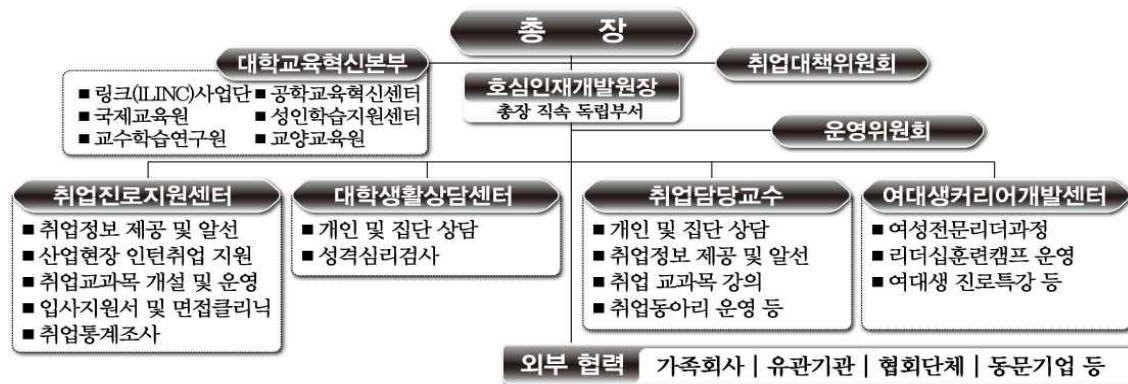 총 장
대학교육혁신본부
■ 링크(LINC)사업단 ■ 공학교육혁신센터
■ 국제교육원 ■ 성인학습지원센터
■ 교수학습연구원 ■ 교양교육원
호심인재개발원장
총장 직속 독립부서
취업대책위원회
운영위원회
취업진로지원센터
■ 취업정보 제공 및 알선
■ 산업현장 인턴취업 지원
■ 취업교과목 개설 및 운영
■ 입사지원서 및 면접클리닉
■ 취업통계조사
대학생활상담센터
■ 개인 및 집단 상담
■ 성격심리검사
취업담당교수
■ 개인 및 집단 상담
■ 취업정보 제공 및 알선
■ 취업 교과목 강의
■ 취업동아리 운영 등
여대생커리어개발센터
■ 여성전문리더과정
■ 리더십훈련캠프 운영
■ 여대생 진로특강 등
외부 협력 가족회사 | 유관기관 | 협회단체 | 동문기업 등